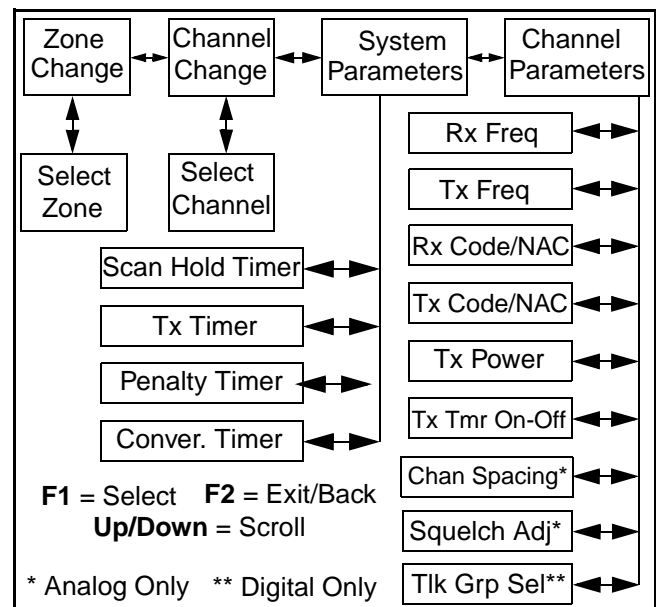 Zone
Change
Channel
Change
System
Parameters
Channel
Parameters
Select
Zone
Select
Channel
Scan Hold Timer
Tx Timer
Penalty Timer
Conver. Timer
Rx Freq
Tx Freq
Rx Code/NAC
Tx Code/NAC
Tx Power
Tx Tmr On-Off
Chan Spacing*
Squelch Adj*
Tlk Grp Sel**
F1 = Select F2 = Exit/Back
Up/Down = Scroll
* Analog Only ** Digital Only